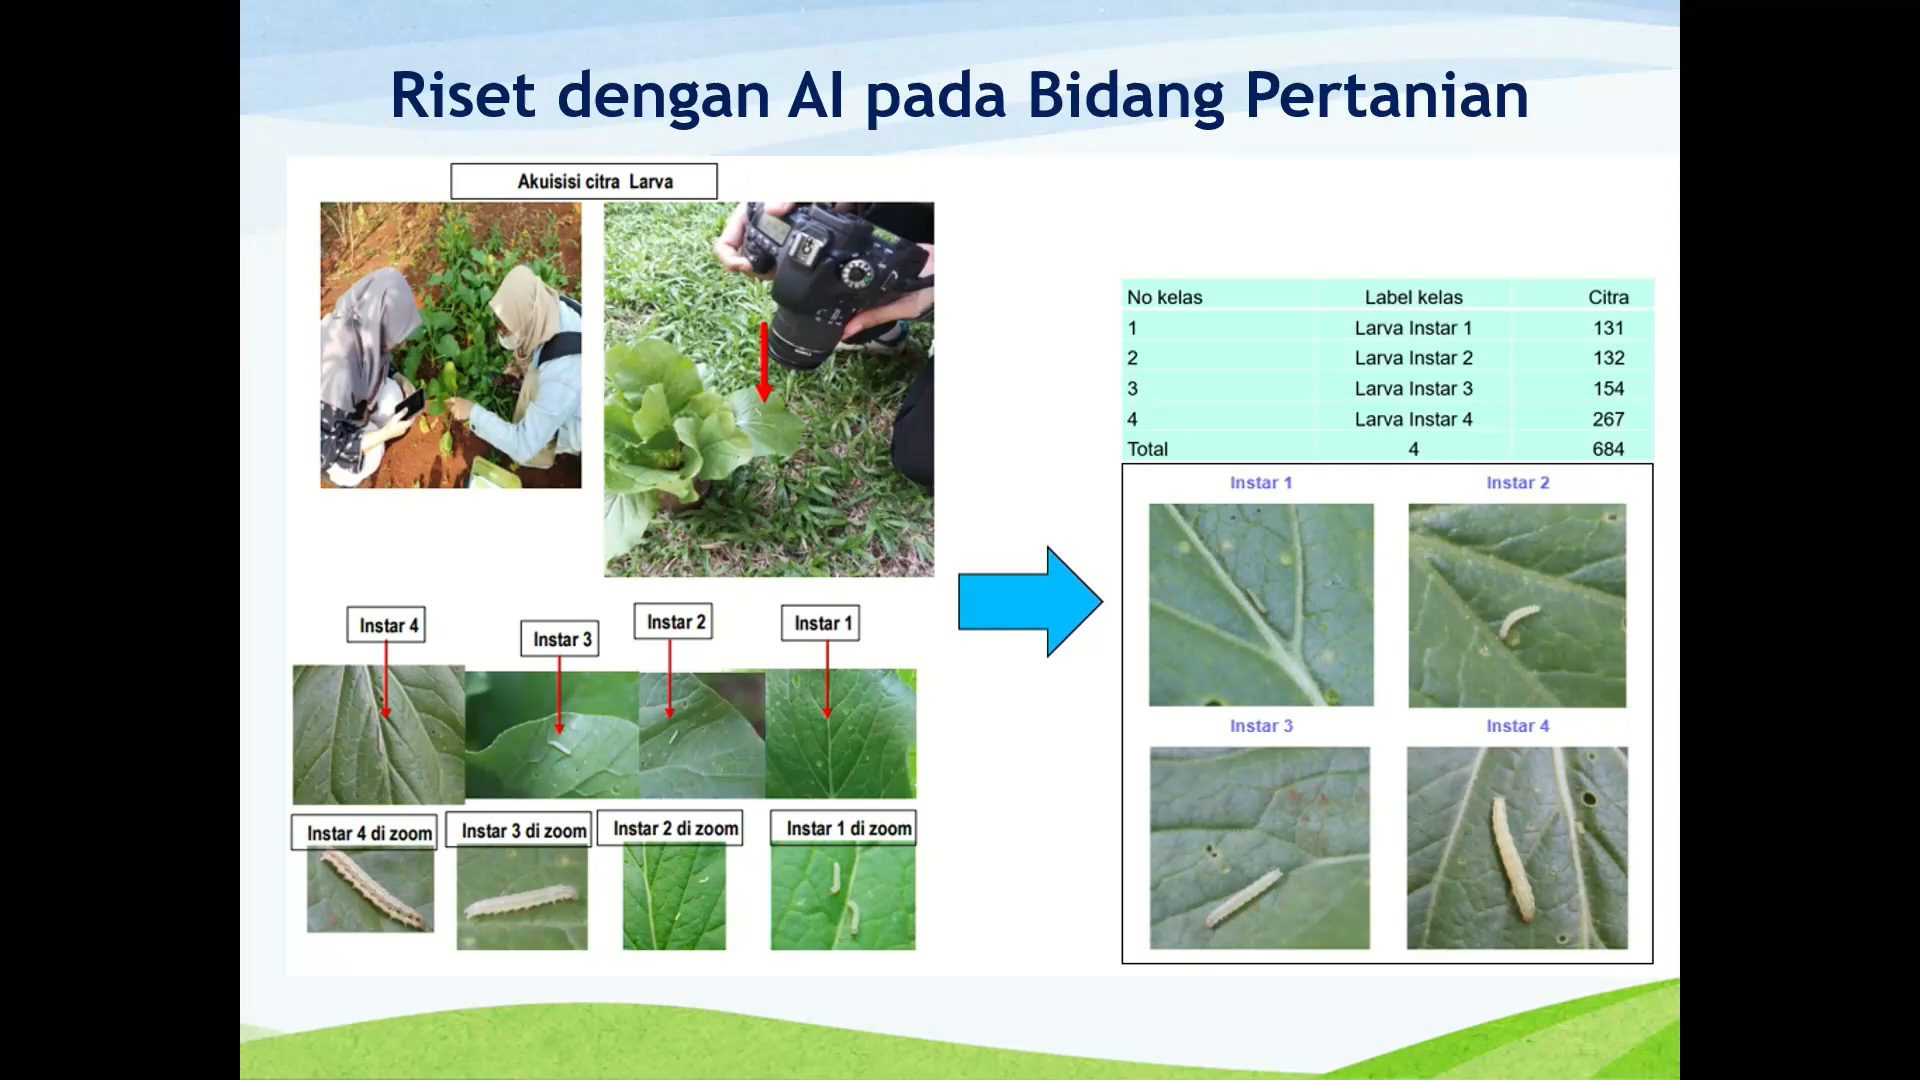 Riset dengan AI pada Bidang Pertanian
Akuisisi citra Larva
Instar 4
Instar 3
Instar 2
Instar 1
Instar 4 di zoom
Instar 3 di zoom
Instar 2 di zoom
Instar 1 di zoom
No kelas Label kelas Citra
1 Larva Instar 1 131
2 Larva Instar 2 132
3 Larva Instar 3 154
4 Larva Instar 4 267
Total 4 684
Instar 1 Instar 2
Instar 3 Instar 4